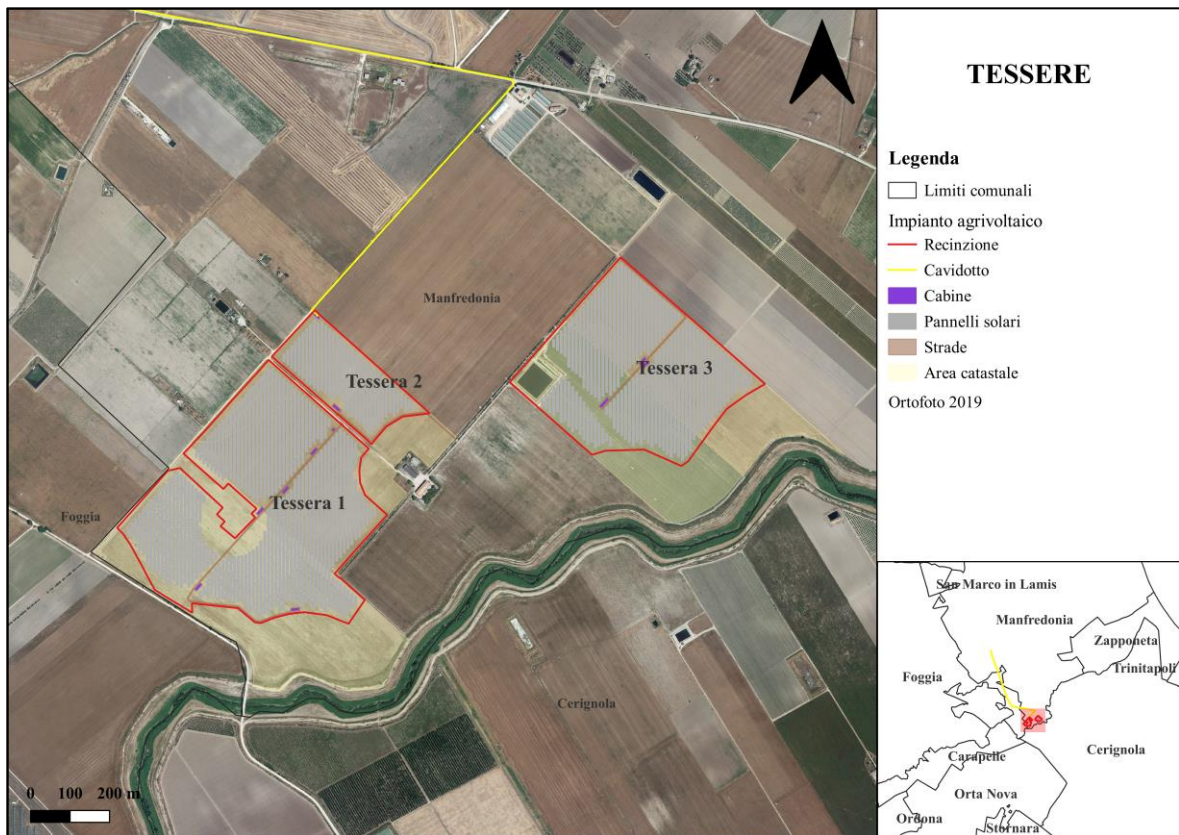 TESSERE
Legenda
Limiti comunali
Impianto agrivoltaico
Recinzione
Cavidotto
Cabine
Pannelli solari
Strade
Area catastale
Ortofoto 2019
Manfredonia
Tessera 2
Tessera 3
Tessera 1
Foggia
Cerignola
0 100 200 m
San Marco in Lamis
Manfredonia
Zapponeta
Trinitapoli
Foggia
Cerignola
Carapelle
Orta Nova
Ordona
Stornara